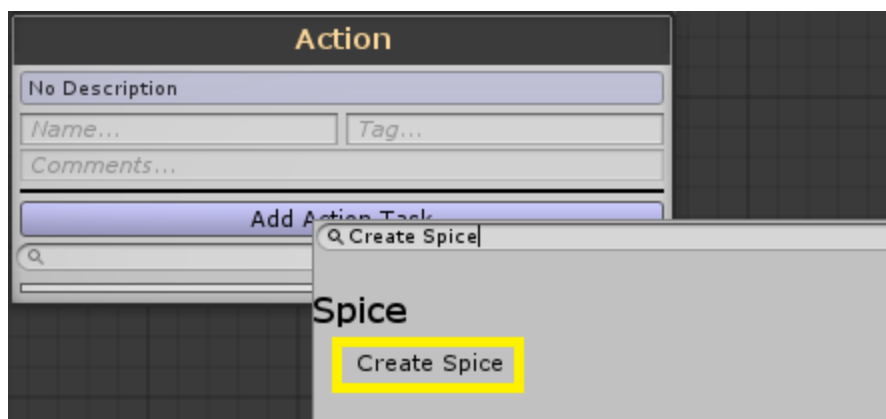 Action
No Description
Name... Tag...
Comments...
Add Action Task
Create Spice
Spice
Create Spice